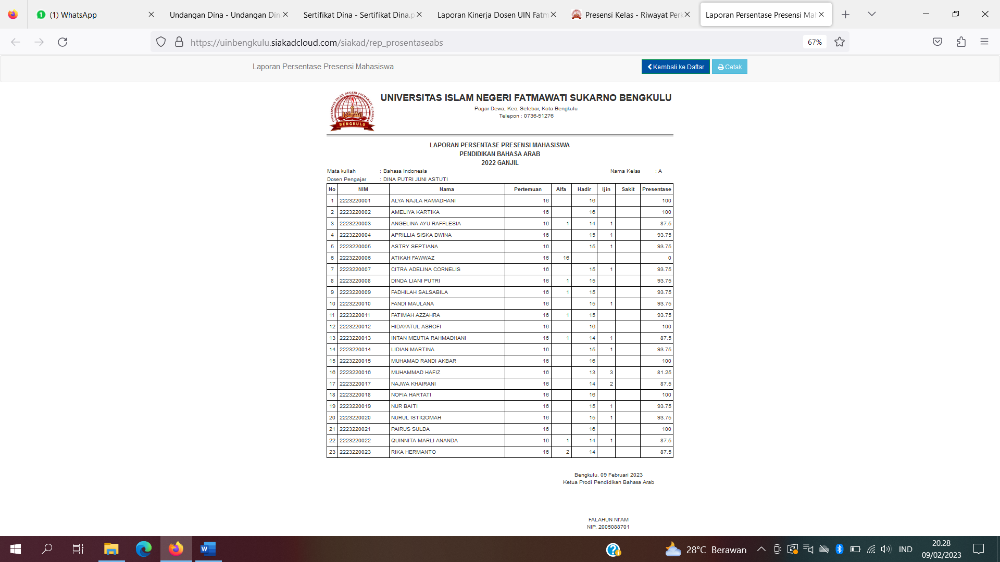 (1) WhatsApp
Undangan Dina - Undangan Din
Sertifikat Dina - Sertifikat Dina.p
Laporan Kinerja Dosen UIN Fatm
Presensi Kelas - Riwayat Perk
Laporan Persentase Presensi Mah
https://uinbengkulu.siakadcloud.com/siakad/rep_prosentaseabs
67%
Laporan Persentase Presensi Mahasiswa
Kembali ke Daftar
Cetak
UNIVERSITAS ISLAM NEGERI FATMAWATI SUKARNO
BENGKULU
UNIVERSITAS ISLAM NEGERI FATMAWATI SUKARNO BENGKULU
Pagar Dewa, Kec. Selebar, Kota Bengkulu
Telepon : 0736-51276
LAPORAN PERSENTASE PRESENSI MAHASISWA
PENDIDIKAN BAHASA ARAB
2022 GANJIL
Mata kuliah : Bahasa Indonesia Nama Kelas : A
Dosen Pengajar : DINA PUTRI JUNI ASTUTI
No NIM Nama Pertemuan Alfa Hadir Ijin Sakit Presentase
1 2223220001 ALYA NAJLA RAMADHANI 16 16 100
2 2223220002 AMELIYA KARTIKA 16 16 100
3 2223220003 ANGELINA AYU RAFFLESIA 16 1 14 1 87.5
4 2223220004 APRILLIA SISKA DWINA 16 15 1 93.75
5 2223220005 ASTRY SEPTIANA 16 15 1 93.75
6 2223220006 ATIKAH FAWWAZ 16 16 0
7 2223220007 CITRA ADELINA CORNELIS 16 15 1 93.75
8 2223220008 DINDA LIANI PUTRI 16 1 15 93.75
9 2223220009 FADHILAH SALSABILA 16 1 15 93.75
10 2223220010 FANDI MAULANA 16 15 1 93.75
11 2223220011 FATIMAH AZZAHRA 16 1 15 93.75
12 2223220012 HIDAYATUL ASROFI 16 16 100
13 2223220013 INTAN MEUTIA RAHMADHANI 16 1 14 1 87.5
14 2223220014 LIDIAN MARTINA 16 15 1 93.75
15 2223220015 MUHAMAD RANDI AKBAR 16 16 100
16 2223220016 MUHAMMAD HAFIZ 16 13 3 81.25
17 2223220017 NAJWA KHAIRANI 16 14 2 87.5
18 2223220018 NOFIA HARTATI 16 16 100
19 2223220019 NUR BAITI 16 15 1 93.75
20 2223220020 NURUL ISTIQOMAH 16 15 1 93.75
21 2223220021 PAIRUS SULDA 16 16 100
22 2223220022 QUINNITA MARLI ANANDA 16 1 14 1 87.5
23 2223220023 RIKA HERMANTO 16 2 14 87.5
Bengkulu, 09 Februari 2023
Ketua Prodi Pendidikan Bahasa Arab
FALAHUN NI'AM
NIP. 2005088701
28°C Berawan
IND
20.28
09/02/2023